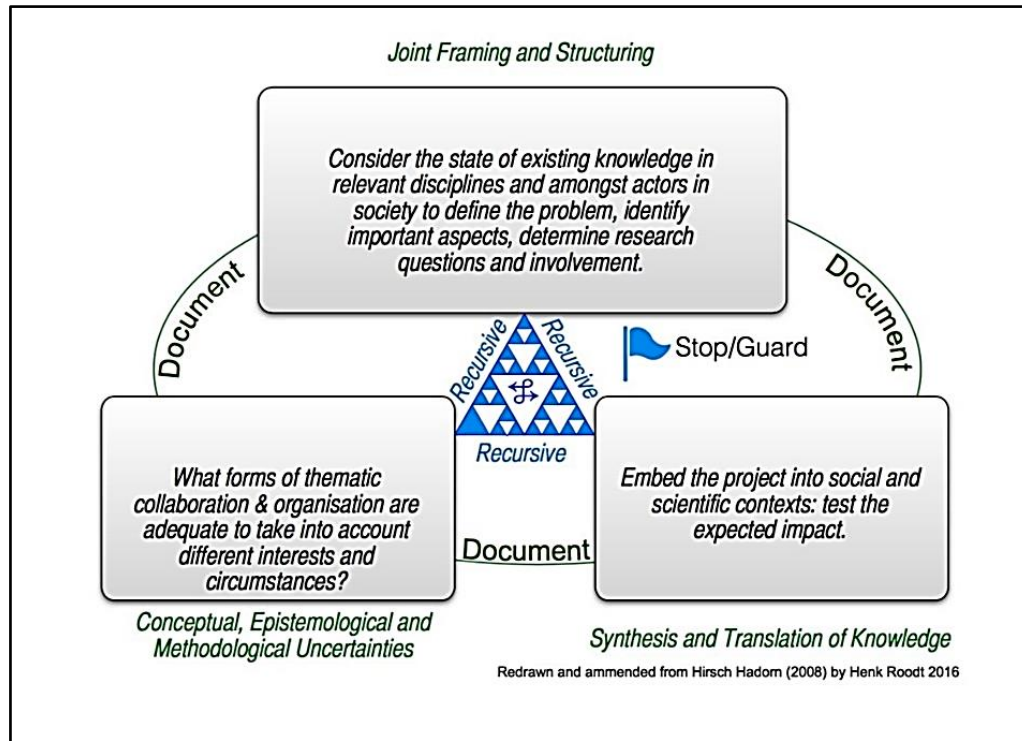 Joint Framing and Structuring
Consider the state of existing knowledge in
relevant disciplines and amongst actors in
society to define the problem, identify
important aspects, determine research
questions and involvement.
Document
Document
Recursive
Recursive
Stop/Guard
Recursive
What forms of thematic
collaboration & organisation are
adequate to take into account
different interests and
circumstances?
Embed the project into social and
scientific contexts: test the
expected impact.
Document
Conceptual, Epistemological and
Methodological Uncertainties
Synthesis and Translation of Knowledge
Redrawn and ammended from Hirsch Hadorn (2008) by Henk Roodt 2016